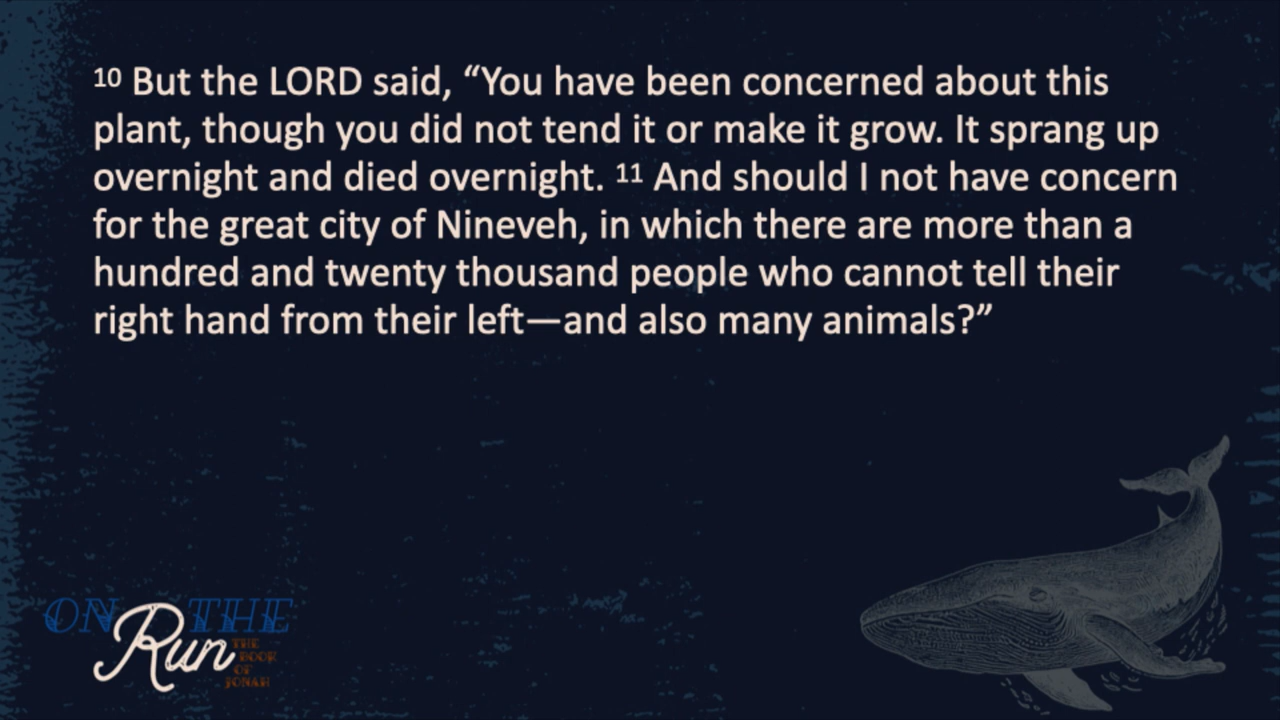 10 But the LORD said, “You have been concerned about this
plant, though you did not tend it or make it grow. It sprang up
overnight and died overnight. 11 And should I not have concern
for the great city of Nineveh, in which there are more than a
hundred and twenty thousand people who cannot tell their
right hand from their left—and also many animals?”
ON THE
Run
THE
BOOK
OF
JONAH